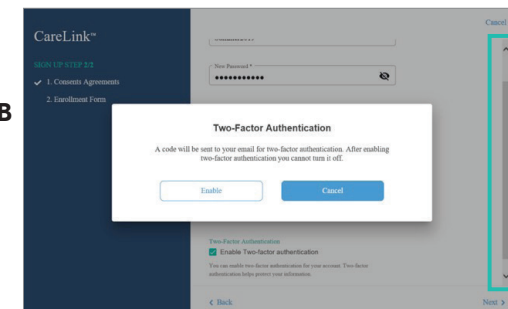 Cancel
CareLink™
SIGN UP STEP 2/2
1. Consents Agreements
2. Enrollment Form
B
New Password *
Two-Factor Authentication
A code will be sent to your email for two-factor authentication. After enabling
two-factor authentication you cannot turn it off.
Enable
Cancel
Two-Factor Authentication
Enable Two-factor authentication
You can enable two-factor authentication for your account. Two-factor
authentication helps protect your information.
Back
Next